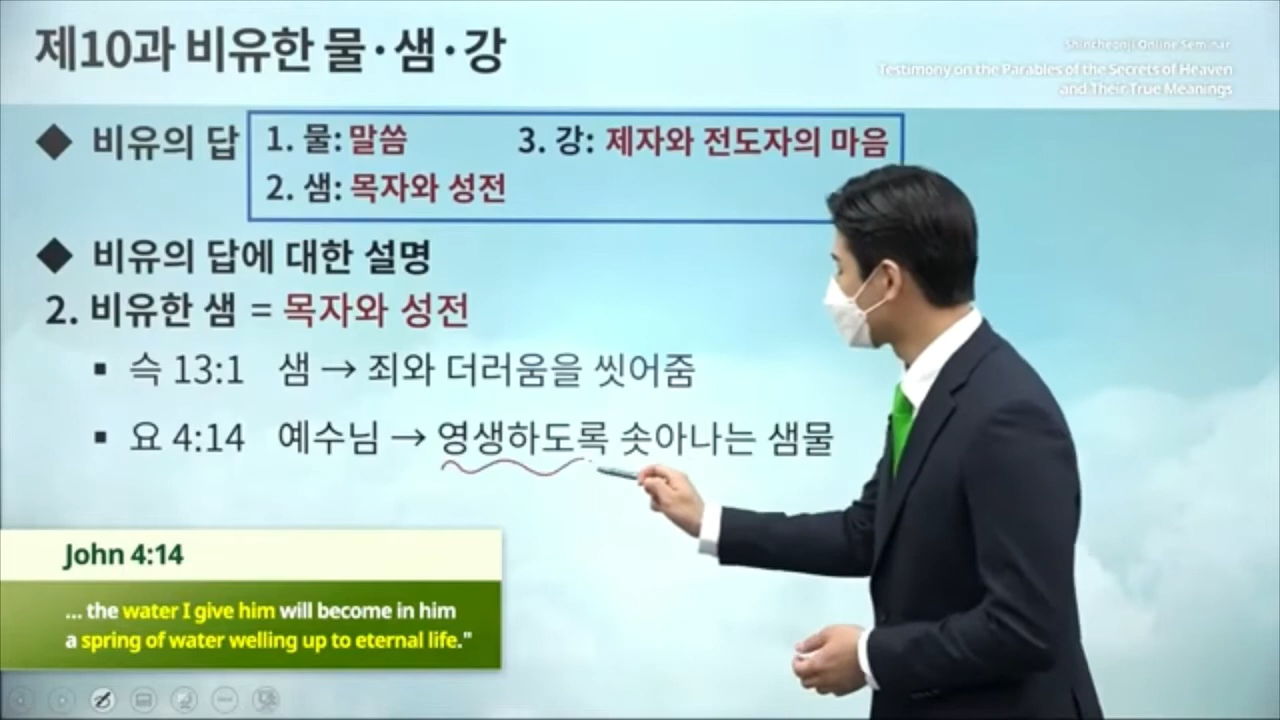 제10과 비유한 물·샘·강
Shincheonji Online Seminar
Testimony on the Parables of the Secrets of Heaven
and Their True Meanings
◆ 비유의 답
1. 물: 말씀 3. 강: 제자와 전도자의 마음
2. 샘: 목자와 성전
◆ 비유의 답에 대한 설명
2. 비유한 샘 = 목자와 성전
▪ 슥 13:1 샘 → 죄와 더러움을 씻어줌
▪ 요 4:14 예수님 → 영생하도록 솟아나는 샘물
John 4:14
... the water I give him will become in him
a spring of water welling up to eternal life."